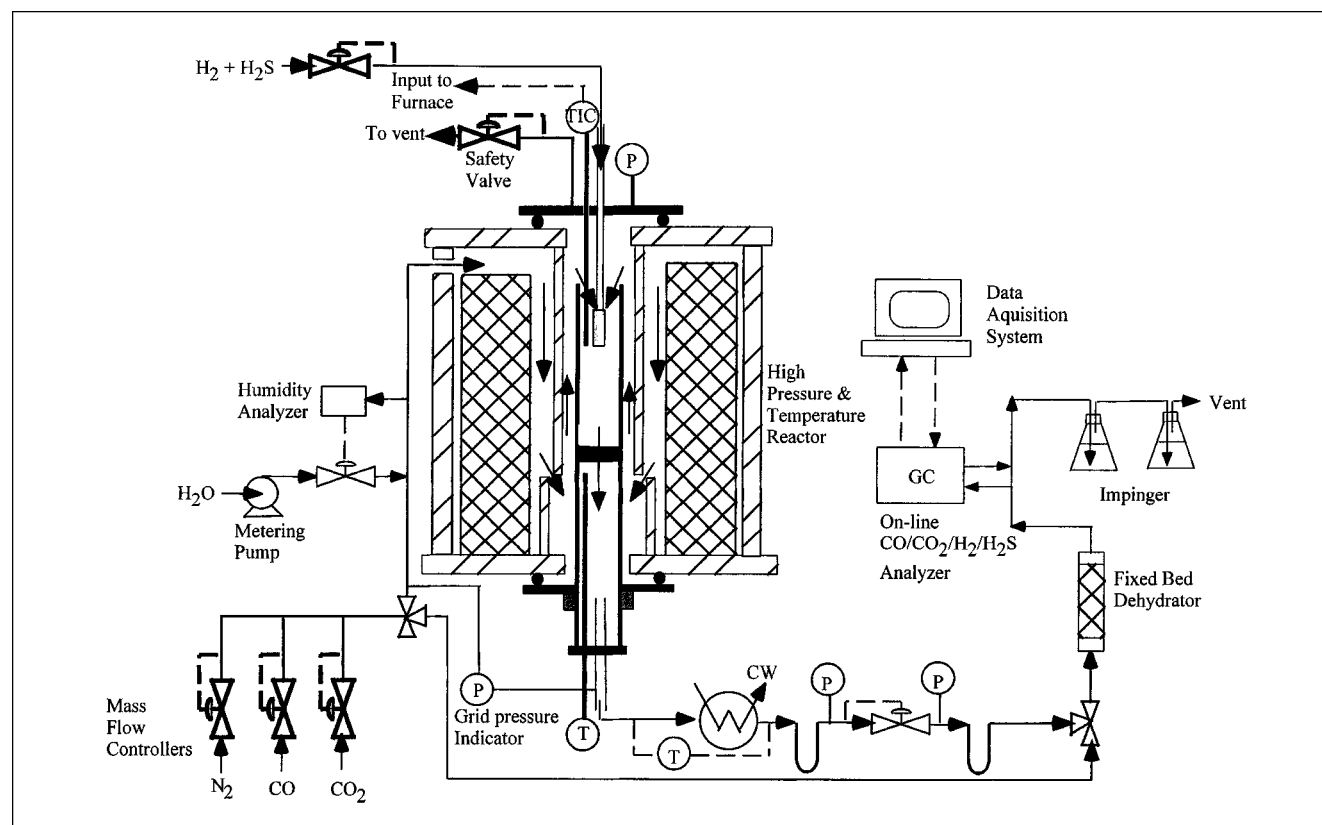 H2 + H2S
Input to
Furnace
TIC
To vent
Safety
Valve
P
Data
Aquisition
System
High
Pressure &
Temperature
Reactor
Humidity
Analyzer
Vent
GC
Impinger
H2O
Metering
Pump
On-line
CO/CO2/H2/H2S
Analyzer
Fixed Bed
Dehydrator
CW
P
P
P
Mass
Flow
Controllers
Grid pressure
Indicator
T
T
N2
CO
CO2